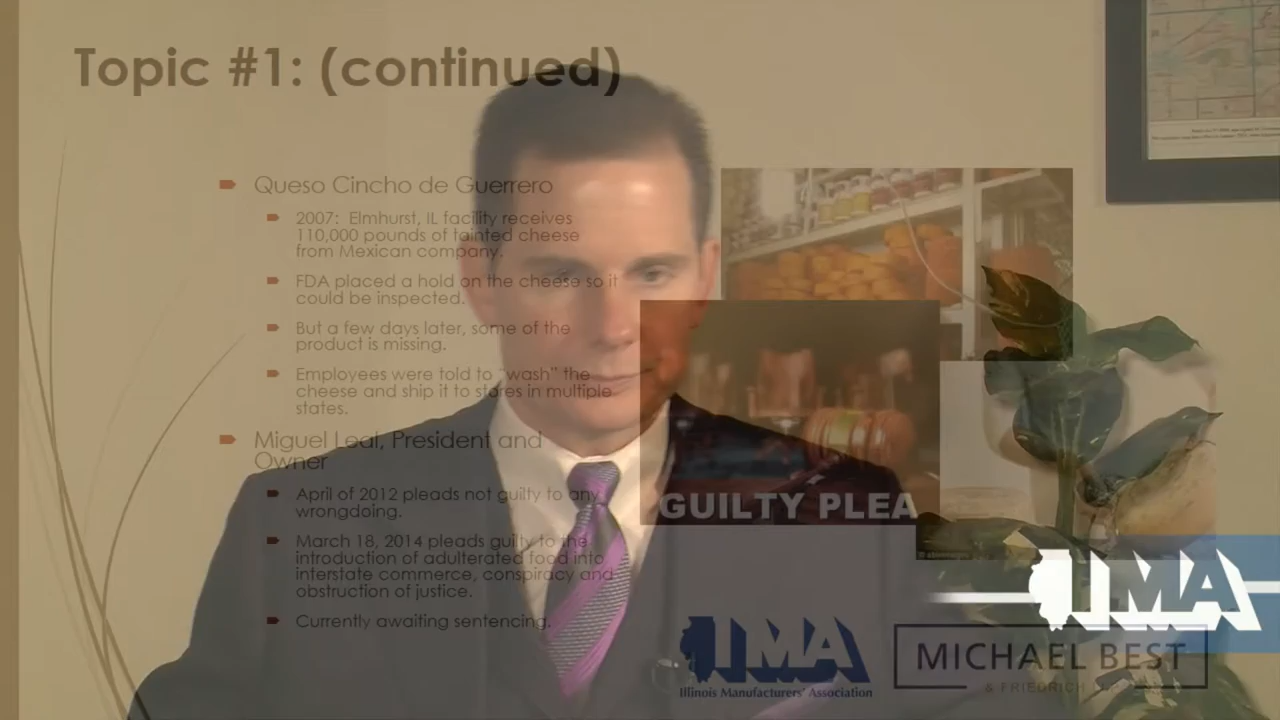 Topic #1: (continued)
Queso Cincho de Guerrero
2007: Elmhurst, IL facility receives
110,000 pounds of tainted cheese
from Mexican company.
FDA placed a hold on the cheese so it
could be inspected.
But a few days later, some of the
product is missing.
Employees were told to "wash" the
cheese and ship it to stores in multiple
states.
Miguel Leal, President and
Owner
April of 2012 pleads not guilty to any
wrongdoing.
March 18, 2014 pleads guilty to the
introduction of adulterated food into
interstate commerce, conspiracy and
obstruction of justice.
Currently awaiting sentencing.
GUILTY PLEA
IMA
IMA
Illinois Manufacturers' Association
MICHAEL BEST
& FRIEDRICH